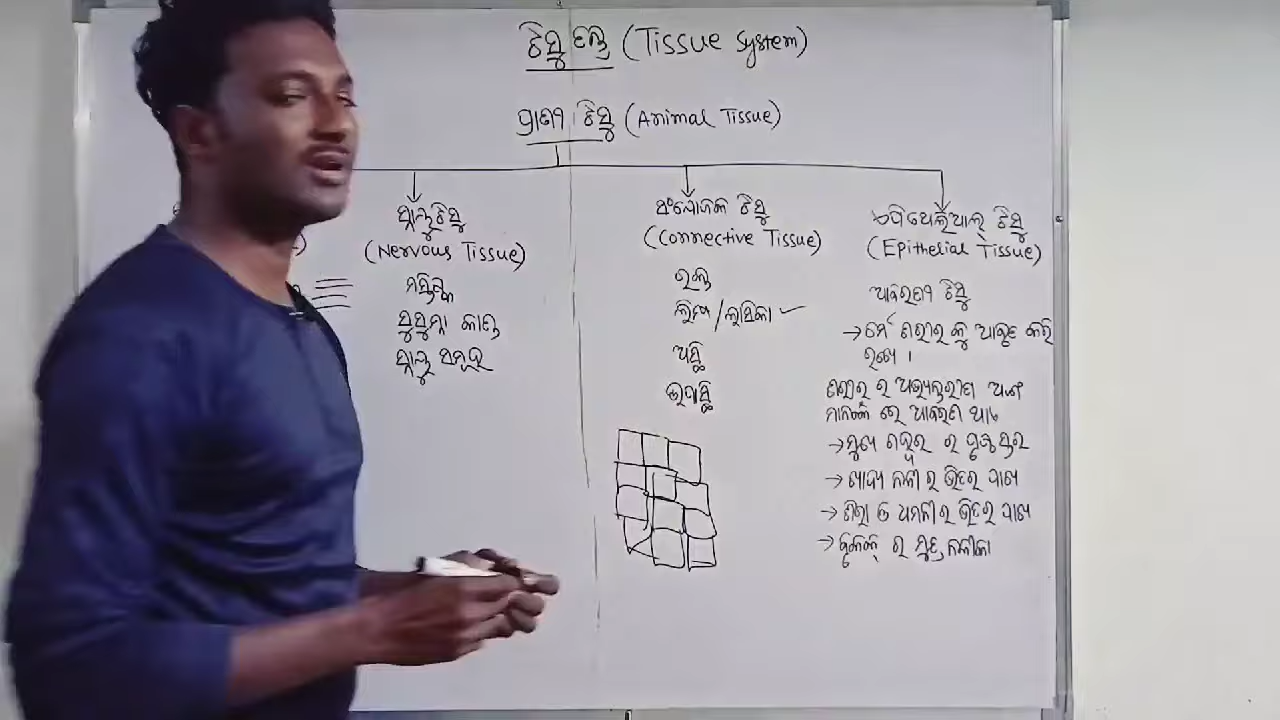 ଟିସୁ ତନ୍ତ୍ର (Tissue System)
ପ୍ରାଣୀ ଟିସୁ (Animal Tissue)
ସ୍ନାୟୁ ଟିସୁ
(Nervous Tissue)
ମସ୍ତିଷ୍କ
ସୁଷୁମ୍ନା କାଣ୍ଡ
ସ୍ନାୟୁ ସମୂହ
ସଂଯୋଜକ ଟିସୁ
(Connective Tissue)
ରକ୍ତ
ଲିମ୍ଫ / ଲସିକା
ଅସ୍ଥି
ଉପାସ୍ଥି
ଏପିଥେଲିଆଲ୍ ଟିସୁ
(Epithelial Tissue)
ଆବରଣୀ ଟିସୁ
→ ଶରୀର କୁ ଆବୃତ କରି
ରଖେ ।
ଶରୀର ର ଅଭ୍ୟନ୍ତରୀଣ ଅଙ୍ଗ
ମାନଙ୍କ ରେ ଆବରଣ ଥାଏ
→ ମୁଖ ଗହ୍ୱର ର
→ ଖାଦ୍ୟ ନଳୀ ର ଭିତର ପାଖ
→ ଶିରା ଓ ଧମନୀ ର ଭିତର ପାଖ
→ ବୃକକ୍ ର ମୂତ୍ର ନଳୀକା